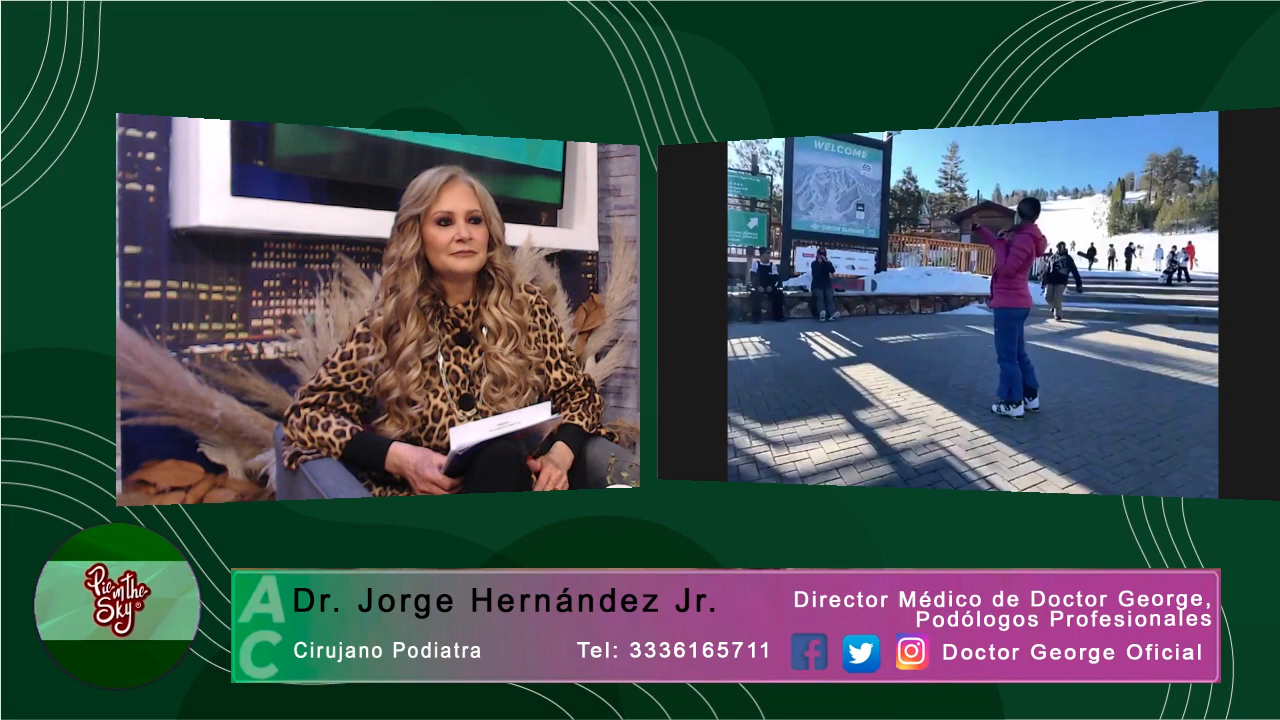 WELCOME
Pie in the
Sky®
AC
Dr. Jorge Hernández Jr.
Director Médico de Doctor George,
Podólogos Profesionales
Cirujano Podiatra
Tel: 3336165711
Doctor George Oficial